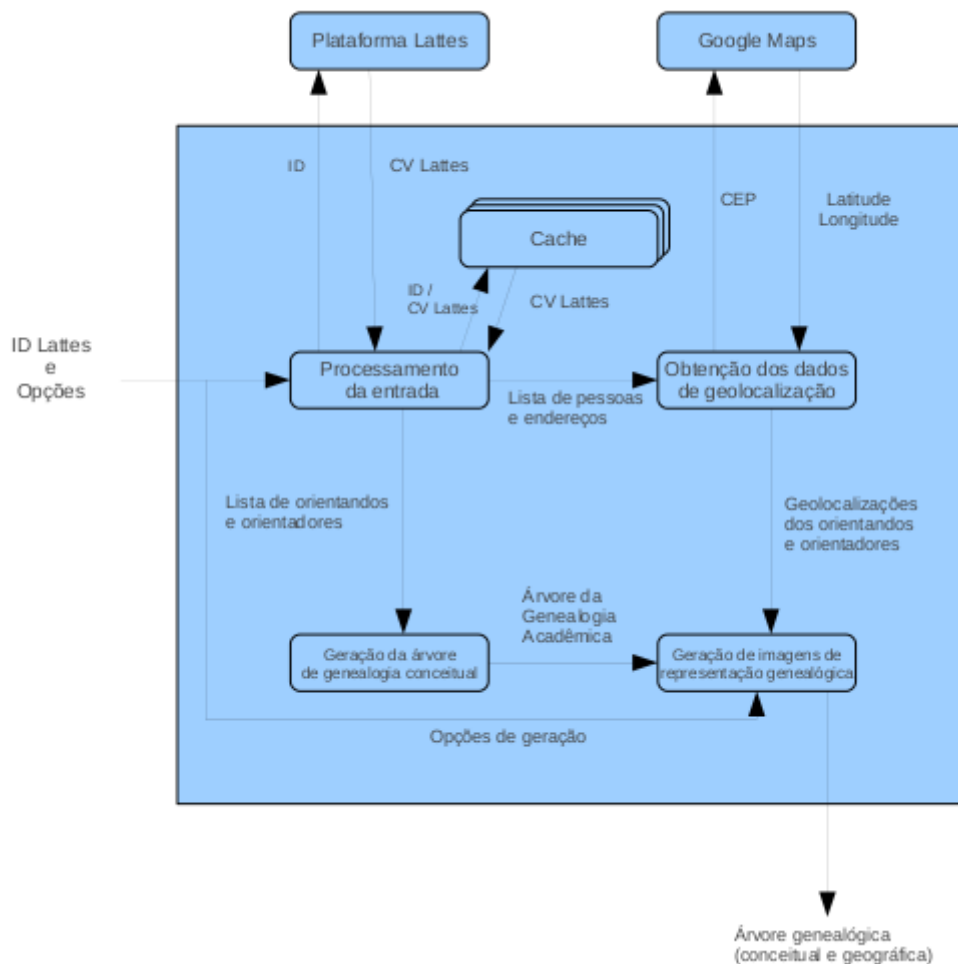 Plataforma Lattes
Google Maps
ID
CV Lattes
CEP
Latitude
Longitude
Cache
ID /
CV Lattes
CV Lattes
ID Lattes
e
Opções
Processamento
da entrada
Lista de pessoas
e endereços
Obtenção dos dados
de geolocalização
Lista de orientandos
e orientadores
Geolocalizações
dos orientandos
e orientadores
Árvore da
Genealogia
Acadêmica
Geração da árvore
de genealogia conceitual
Geração de imagens de
representação genealógica
Opções de geração
Árvore genealógica
(conceitual e geográfica)